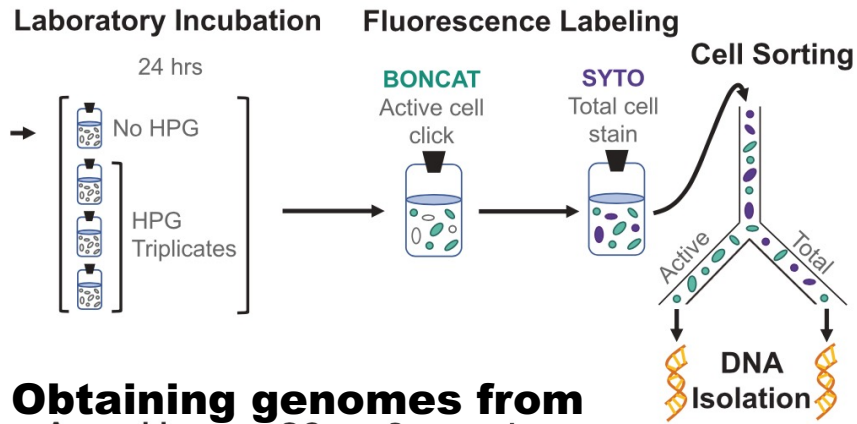 Laboratory Incubation
24 hrs
No HPG
HPG
Triplicates
Fluorescence Labeling
BONCAT
Active cell
click
SYTO
Total cell
stain
Cell Sorting
Active
Total
DNA
Isolation
Obtaining genomes from